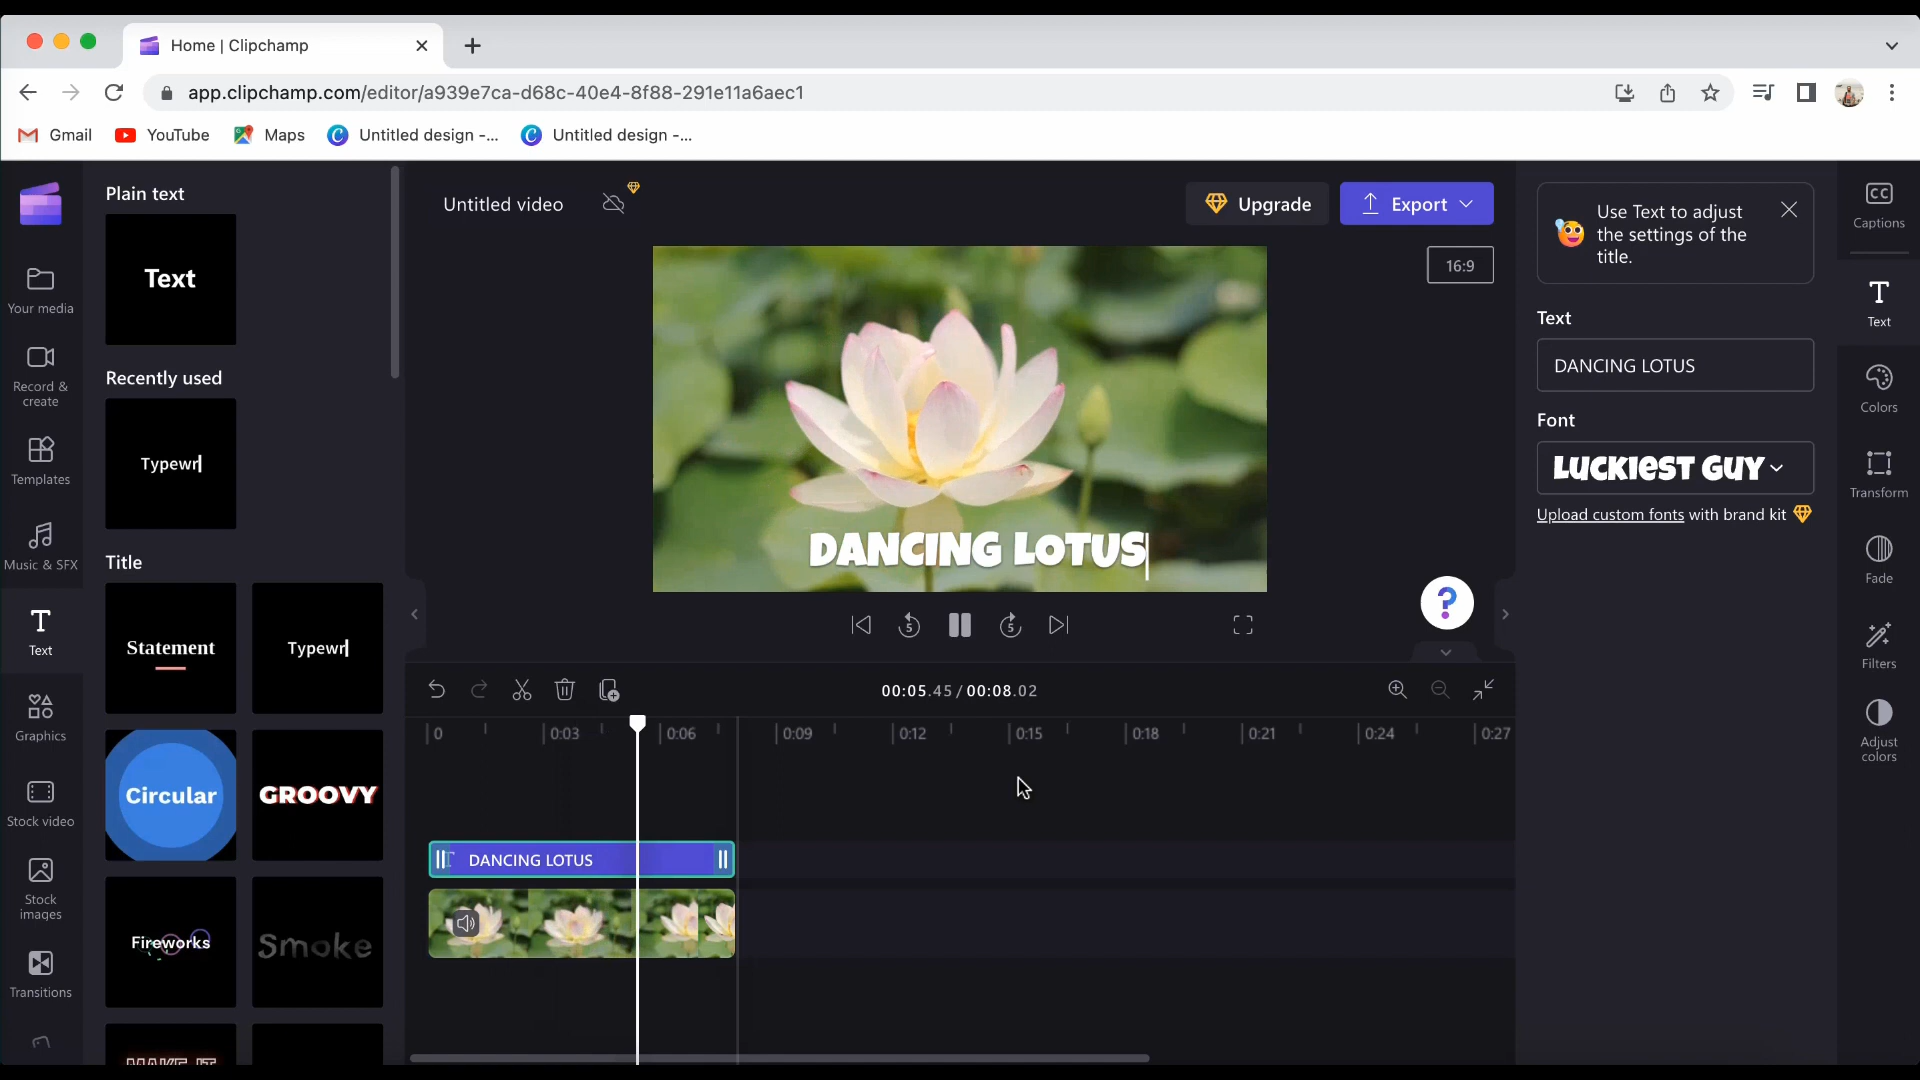 Home | Clipchamp
app.clipchamp.com/editor/a939e7ca-d68c-40e4-8f88-291e11a6aec1
Gmail
YouTube
Maps
Untitled design -...
Untitled design -...
Your media
Record &
create
Templates
Music & SFX
Text
Graphics
Stock video
Stock
images
Transitions
Plain text
Text
Recently used
Typewr
Title
Statement
Typewr
Circular
GROOVY
Fireworks
Smoke
MAKE IT
Untitled video
Upgrade
Export
16:9
DANCING LOTUS
5
5
?
00:05.45 / 00:08.02
0
0:03
0:06
0:09
0:12
0:15
0:18
0:21
0:24
0:27
DANCING LOTUS
Use Text to adjust
the settings of the
title.
Text
DANCING LOTUS
Font
LUCKIEST GUY
Upload custom fonts with brand kit
CC
Captions
Text
Colors
Transform
Fade
Filters
Adjust
colors